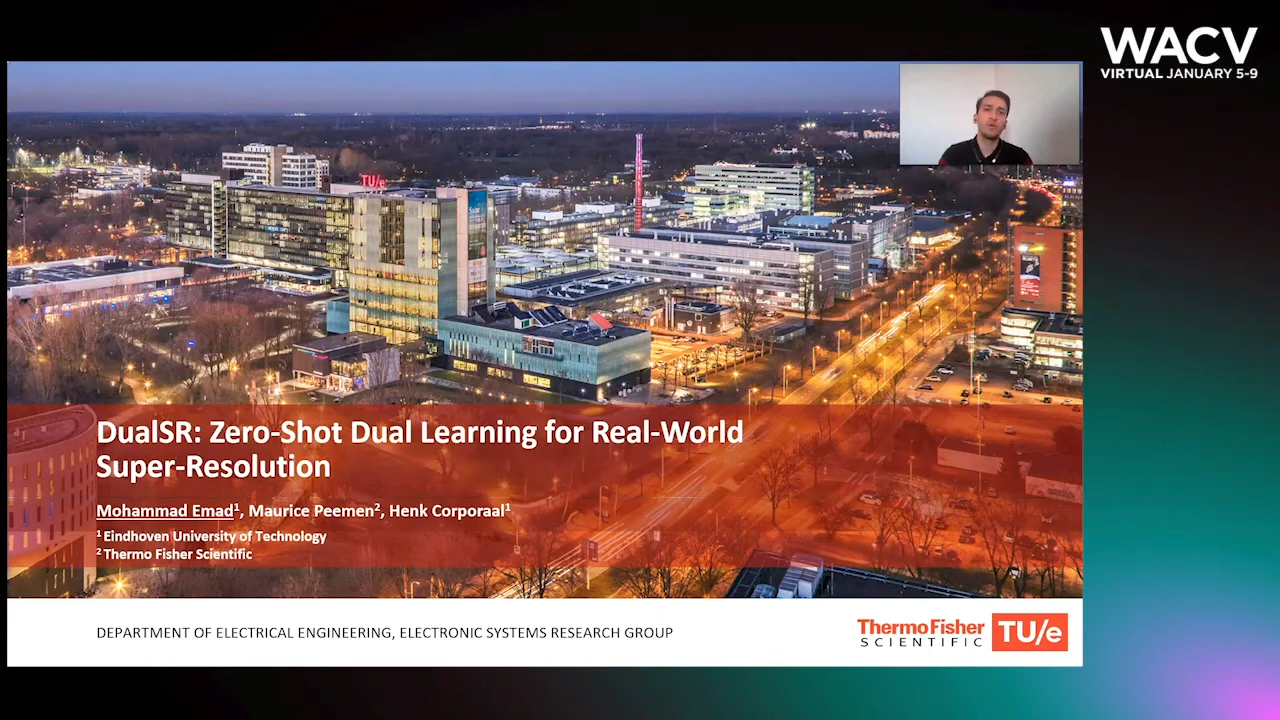 WACV
VIRTUAL JANUARY 5-9
TU/e
DualSR: Zero-Shot Dual Learning for Real-World
Super-Resolution
Mohammad Emad¹, Maurice Peemen², Henk Corporaal¹
¹ Eindhoven University of Technology
² Thermo Fisher Scientific
DEPARTMENT OF ELECTRICAL ENGINEERING, ELECTRONIC SYSTEMS RESEARCH GROUP
ThermoFisher
SCIENTIFIC
TU/e